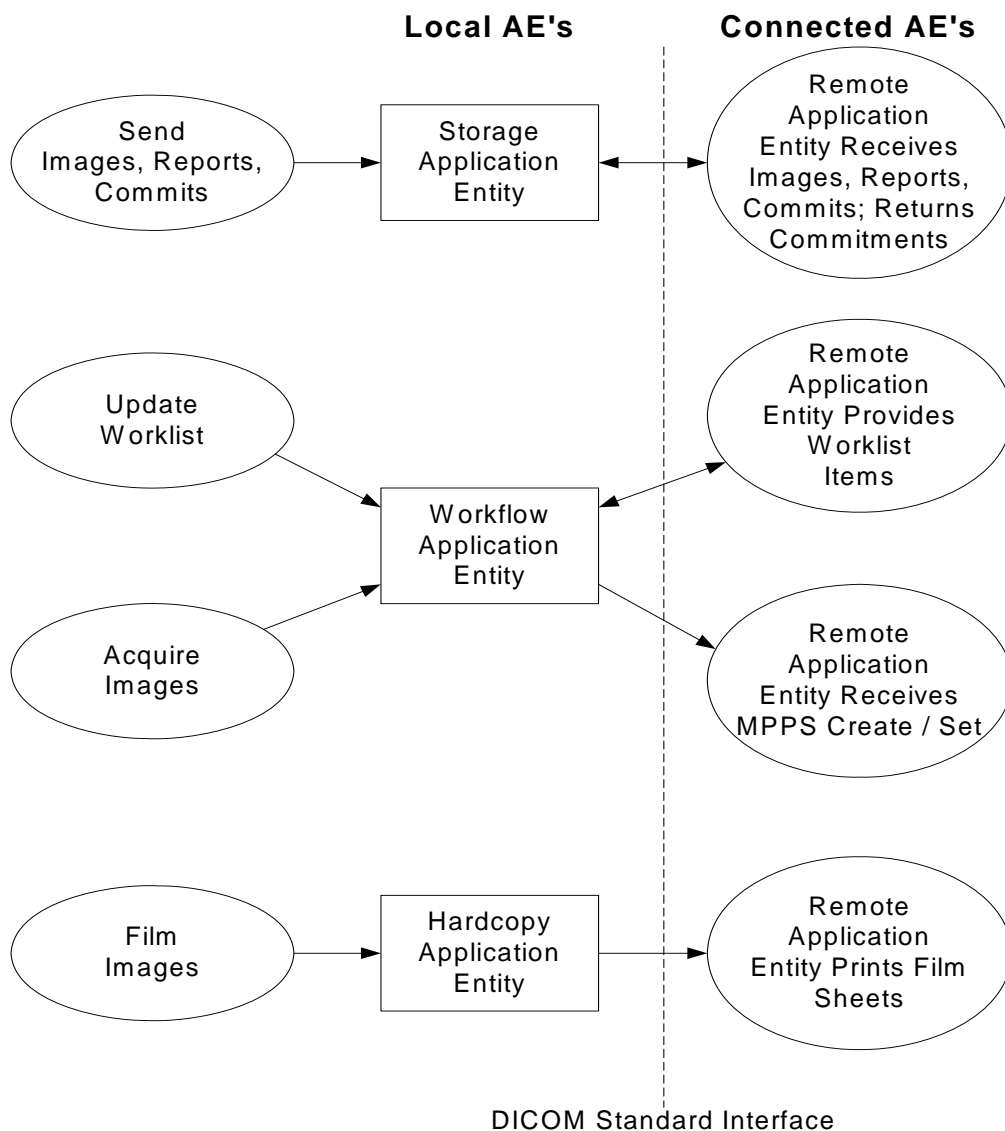 Local AE's
Connected AE's
Send
Images, Reports,
Commits
Storage
Application
Entity
Remote
Application
Entity Receives
Images, Reports,
Commits; Returns
Commitments
Update
Worklist
Remote
Application
Entity Provides
Worklist
Items
Workflow
Application
Entity
Acquire
Images
Remote
Application
Entity Receives
MPPS Create / Set
Film
Images
Hardcopy
Application
Entity
Remote
Application
Entity Prints Film
Sheets
DICOM Standard Interface